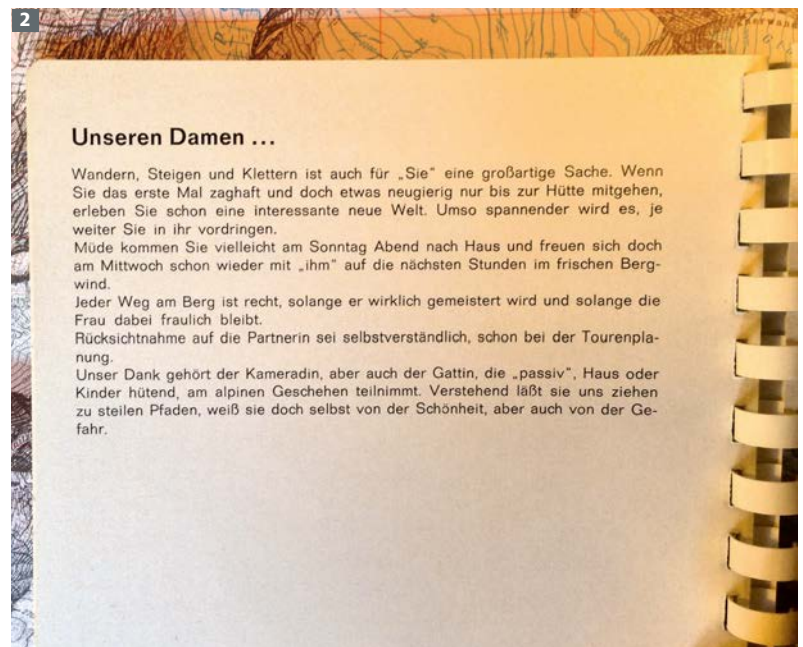 2
Unseren Damen ...
Wandern, Steigen und Klettern ist auch für „Sie" eine großartige Sache. Wenn
Sie das erste Mal zaghaft und doch etwas neugierig nur bis zur Hütte mitgehen,
erleben Sie schon eine interessante neue Welt. Umso spannender wird es, je
weiter Sie in ihr vordringen.
Müde kommen Sie vielleicht am Sonntag Abend nach Haus und freuen sich doch
am Mittwoch schon wieder mit „ihm" auf die nächsten Stunden im frischen Berg-
wind.
Jeder Weg am Berg ist recht, solange er wirklich gemeistert wird und solange die
Frau dabei fraulich bleibt.
Rücksichtnahme auf die Partnerin sei selbstverständlich, schon bei der Tourenpla-
nung.
Unser Dank gehört der Kameradin, aber auch der Gattin, die „passiv", Haus oder
Kinder hütend, am alpinen Geschehen teilnimmt. Verstehend läßt sie uns ziehen
zu steilen Pfaden, weiß sie doch selbst von der Schönheit, aber auch von der Ge-
fahr.